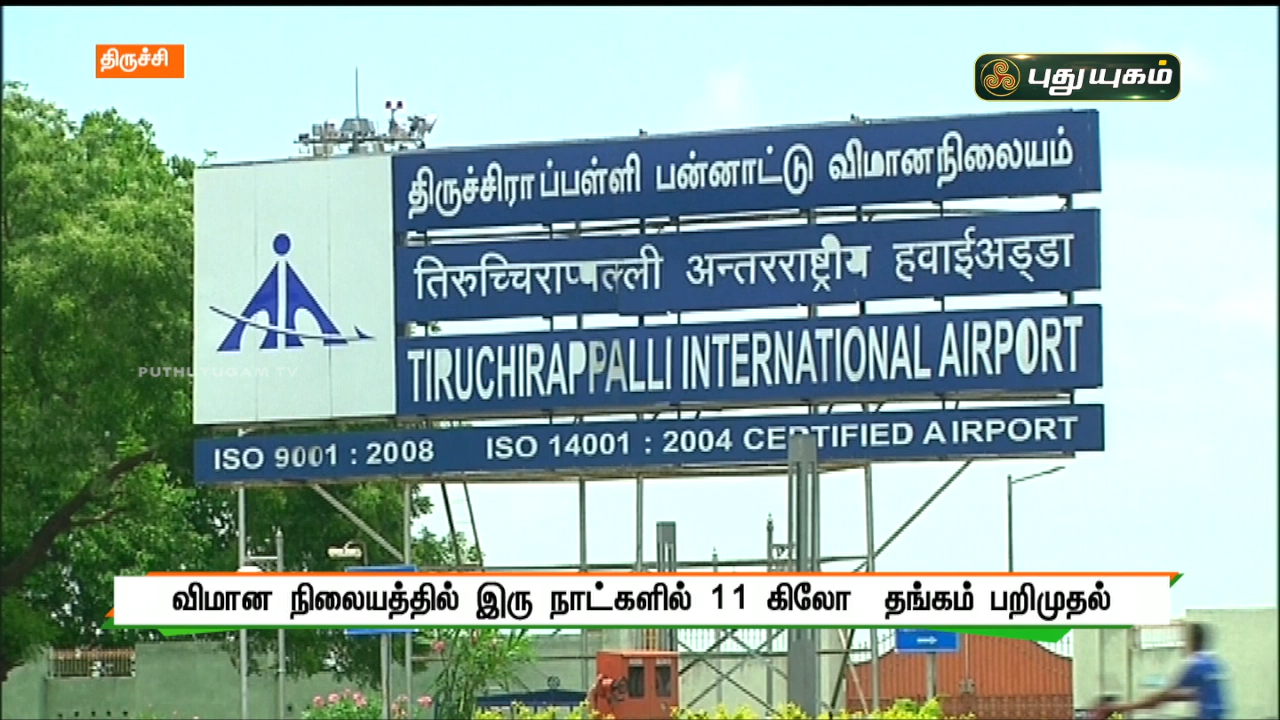 திருச்சி
புதுயுகம்
திருச்சிராப்பள்ளி பன்னாட்டு விமானநிலையம்
तिरुच्चिराप्पल्ली अन्तरराष्ट्रीय हवाईअड्डा
TIRUCHIRAPPALLI INTERNATIONAL AIRPORT
PUTHUYUGAM TV
ISO 9001 : 2008 ISO 14001 : 2004 CERTIFIED AIRPORT
விமான நிலையத்தில் இரு நாட்களில் 11 கிலோ தங்கம் பறிமுதல்